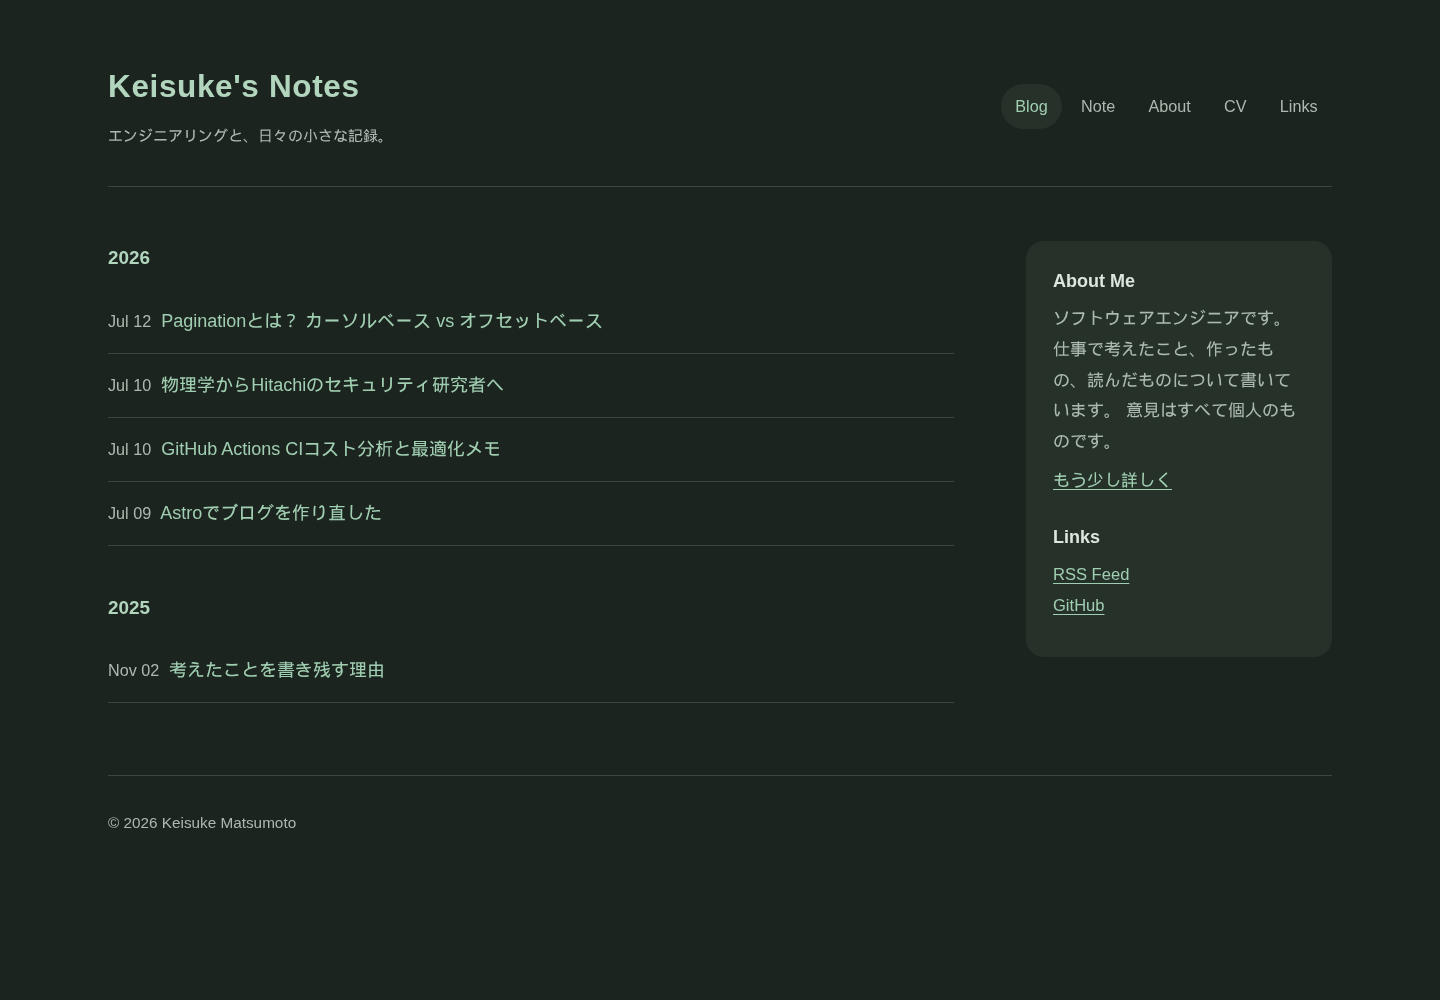 Keisuke's Notes
エンジニアリングと、日々の小さな記録。
Blog Note About CV Links
2026
Jul 12 Paginationとは？ カーソルベース vs オフセットベース
Jul 10 物理学からHitachiのセキュリティ研究者へ
Jul 10 GitHub Actions CIコスト分析と最適化メモ
Jul 09 Astroでブログを作り直した
2025
Nov 02 考えたことを書き残す理由
About Me
ソフトウェアエンジニアです。
仕事で考えたこと、作ったも
の、読んだものについて書いて
います。 意見はすべて個人のも
のです。
もう少し詳しく
Links
RSS Feed
GitHub
© 2026 Keisuke Matsumoto